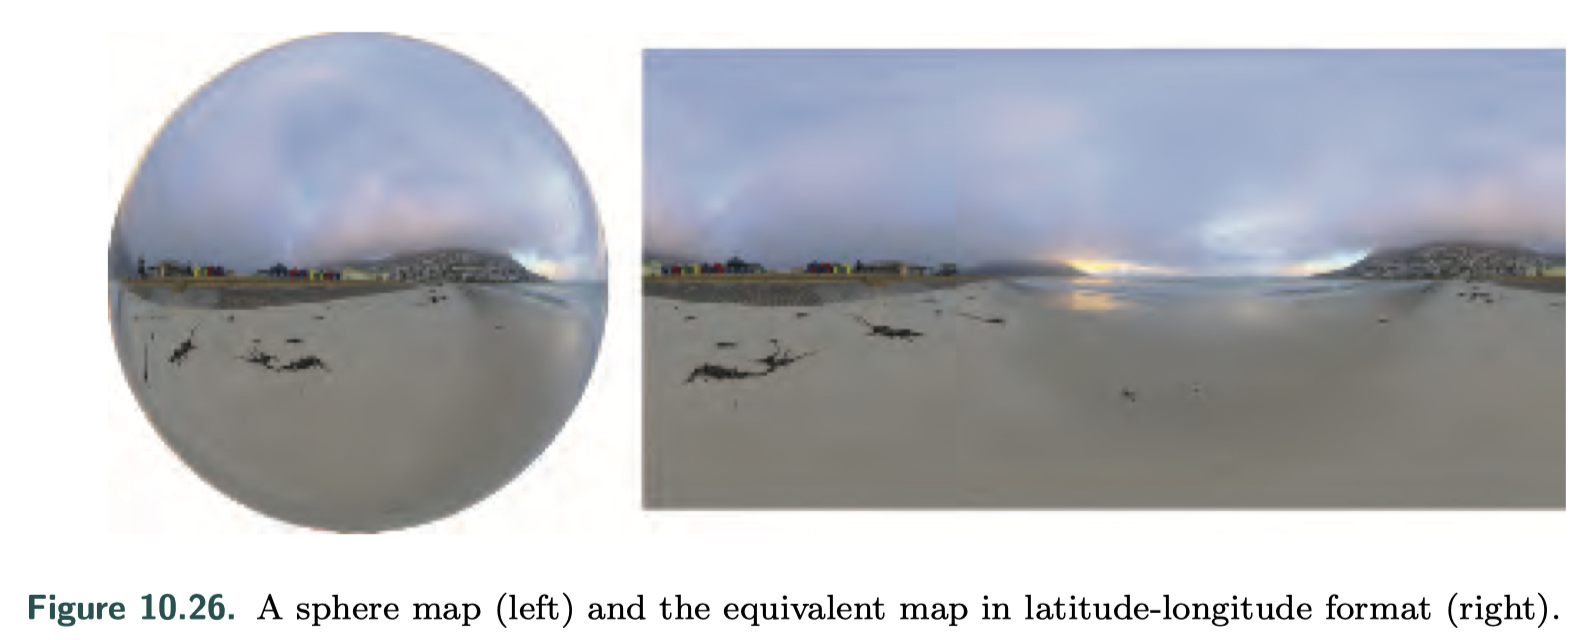 Figure 10.26. A sphere map (left) and the equivalent map in latitude-longitude format (right).